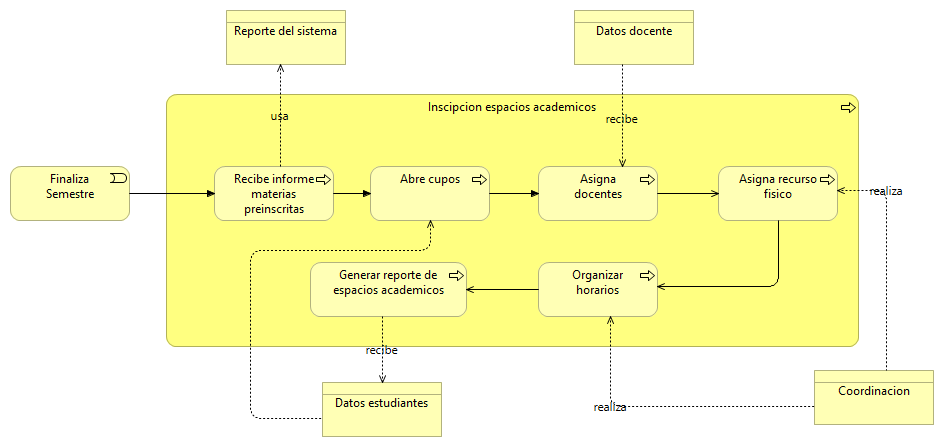 Reporte del sistema
Datos docente
Inscipcion espacios academicos
usa
recibe
Finaliza
Semestre
Recibe informe
materias
preinscritas
Abre cupos
Asigna
docentes
Asigna recurso
fisico
realiza
Generar reporte de
espacios academicos
Organizar
horarios
recibe
Datos estudiantes
realiza
Coordinacion